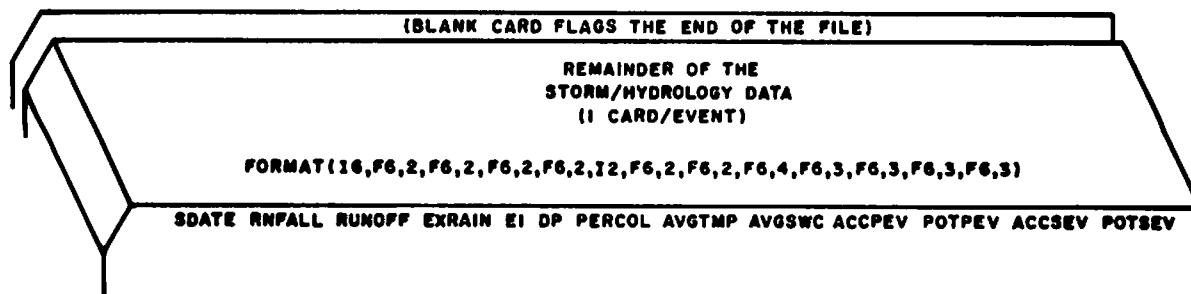 (BLANK CARD FLAGS THE END OF THE FILE)
REMAINDER OF THE
STORM/HYDROLOGY DATA
(1 CARD/EVENT)
FORMAT(I6,F6,2,F6,2,F6,2,F6,2,I2,F6,2,F6,2,F6,4,F6,3,F6,3,F6,3,F6,3)
SDATE RNFALL RUNOFF EXRAIN EI DP PERCOL AVGTMP AVGSWC ACCPEV POTPEV ACCSEV POTSEV